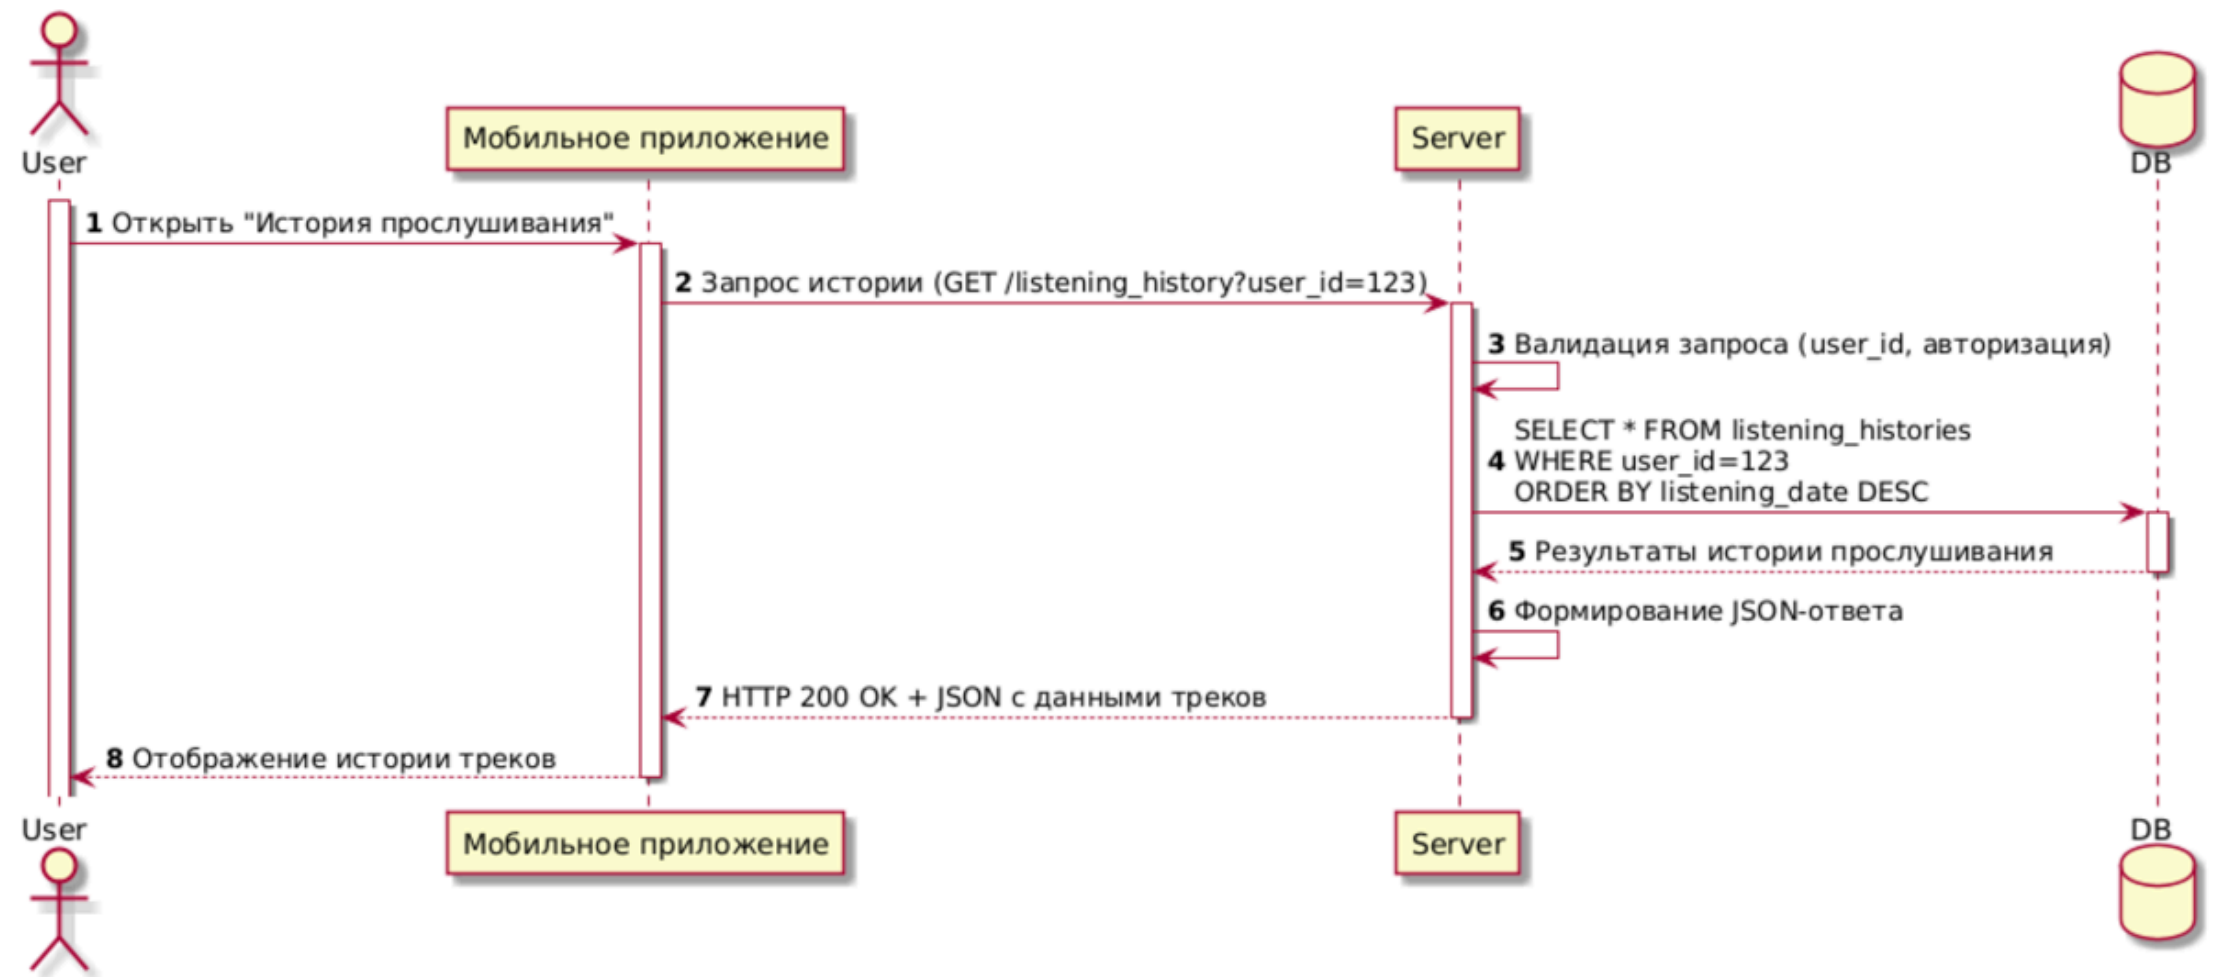 User
Мобильное приложение
Server
DB
1 Открыть "История прослушивания"
2 Запрос истории (GET /listening_history?user_id=123)
3 Валидация запроса (user_id, авторизация)
SELECT * FROM listening_histories
4 WHERE user_id=123
ORDER BY listening_date DESC
5 Результаты истории прослушивания
6 Формирование JSON-ответа
7 HTTP 200 OK + JSON с данными треков
8 Отображение истории треков
User
Мобильное приложение
Server
DB